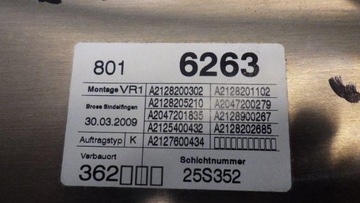 801 6263
Montage VR1 A2128200302 A2128201102
Brose Sindelfingen A2128205210 A2047200279
30.03.2009 A2047201835 A2128900267
A2125400432 A2128202685
Auftragstyp K A2127600434 □□□□□□□□□□□
Verbauort Schichtnummer
362□□□ 25S352